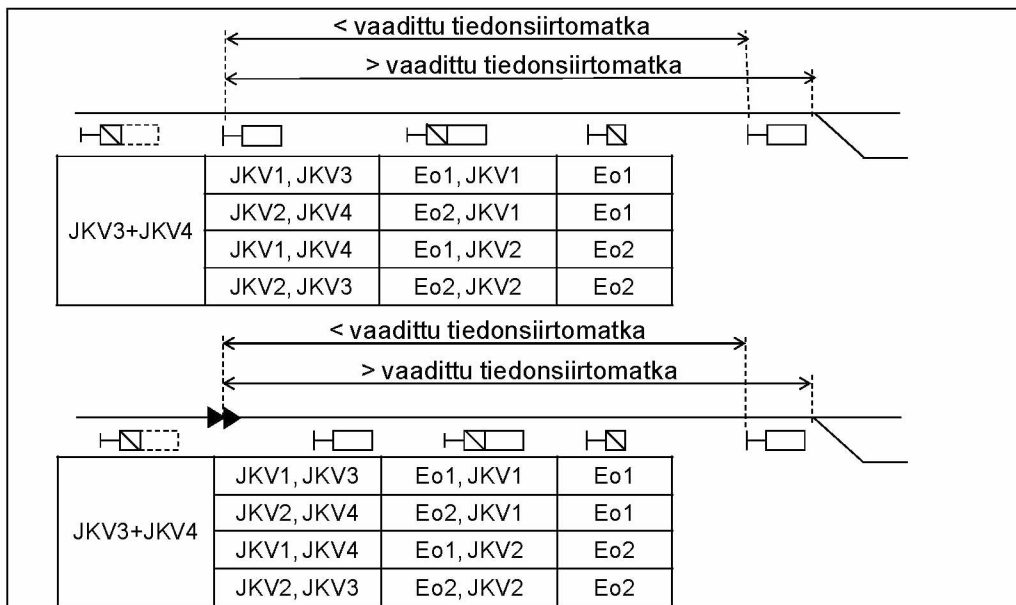 < vaadittu tiedonsiirtomatka
> vaadittu tiedonsiirtomatka
JKV3+JKV4
JKV1, JKV3 Eo1, JKV1 Eo1
JKV2, JKV4 Eo2, JKV1 Eo1
JKV1, JKV4 Eo1, JKV2 Eo2
JKV2, JKV3 Eo2, JKV2 Eo2
< vaadittu tiedonsiirtomatka
> vaadittu tiedonsiirtomatka
JKV3+JKV4
JKV1, JKV3 Eo1, JKV1 Eo1
JKV2, JKV4 Eo2, JKV1 Eo1
JKV1, JKV4 Eo1, JKV2 Eo2
JKV2, JKV3 Eo2, JKV2 Eo2